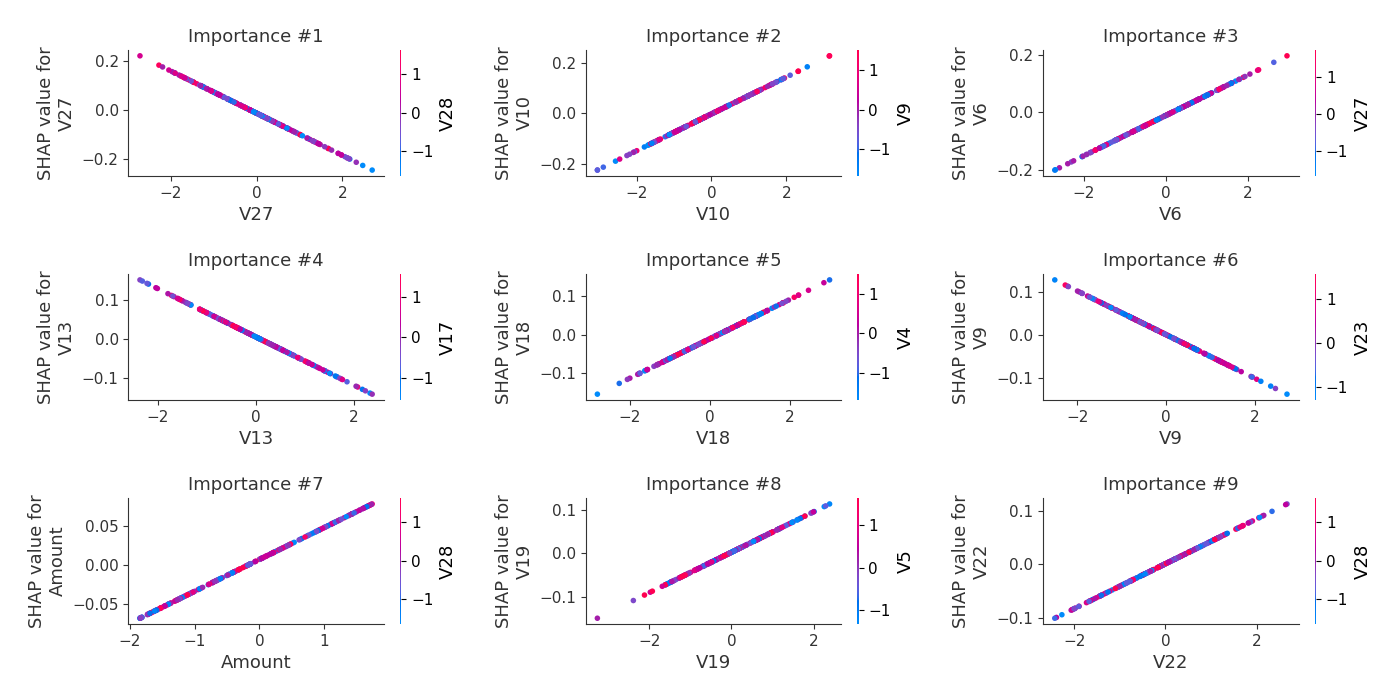 Importance #1
SHAP value for
V27
0.2
0.0
−0.2
−2
0
2
V27
1
0
−1
V28
Importance #2
SHAP value for
V10
0.2
0.0
−0.2
−2
0
2
V10
1
0
−1
V9
Importance #3
SHAP value for
V6
0.2
0.0
−0.2
−2
0
2
V6
1
0
−1
V27
Importance #4
SHAP value for
V13
0.1
0.0
−0.1
−2
0
2
V13
1
0
−1
V17
Importance #5
SHAP value for
V18
0.1
0.0
−0.1
−2
0
2
V18
1
0
−1
V4
Importance #6
SHAP value for
V9
0.1
0.0
−0.1
−2
0
2
V9
1
0
−1
V23
Importance #7
SHAP value for
Amount
0.05
0.00
−0.05
−2
−1
0
1
Amount
1
0
−1
V28
Importance #8
SHAP value for
V19
0.1
0.0
−0.1
−2
0
2
V19
1
0
−1
V5
Importance #9
SHAP value for
V22
0.1
0.0
−0.1
−2
0
2
V22
1
0
−1
V28